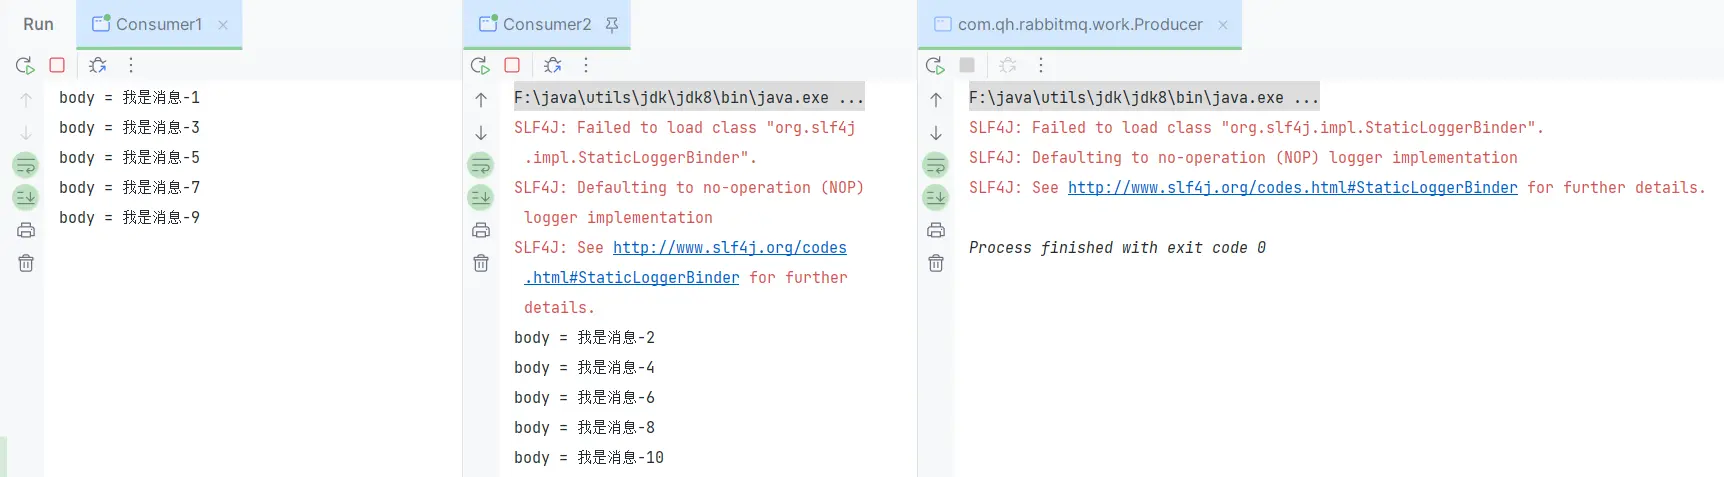 Run
Consumer1
body = 我是消息-1
body = 我是消息-3
body = 我是消息-5
body = 我是消息-7
body = 我是消息-9
Consumer2
F:\java\utils\jdk\jdk8\bin\java.exe ...
SLF4J: Failed to load class "org.slf4j
.impl.StaticLoggerBinder".
SLF4J: Defaulting to no-operation (NOP)
logger implementation
SLF4J: See http://www.slf4j.org/codes
.html#StaticLoggerBinder for further
details.
body = 我是消息-2
body = 我是消息-4
body = 我是消息-6
body = 我是消息-8
body = 我是消息-10
com.qh.rabbitmq.work.Producer
F:\java\utils\jdk\jdk8\bin\java.exe ...
SLF4J: Failed to load class "org.slf4j.impl.StaticLoggerBinder".
SLF4J: Defaulting to no-operation (NOP) logger implementation
SLF4J: See http://www.slf4j.org/codes.html#StaticLoggerBinder for further details.
Process finished with exit code 0